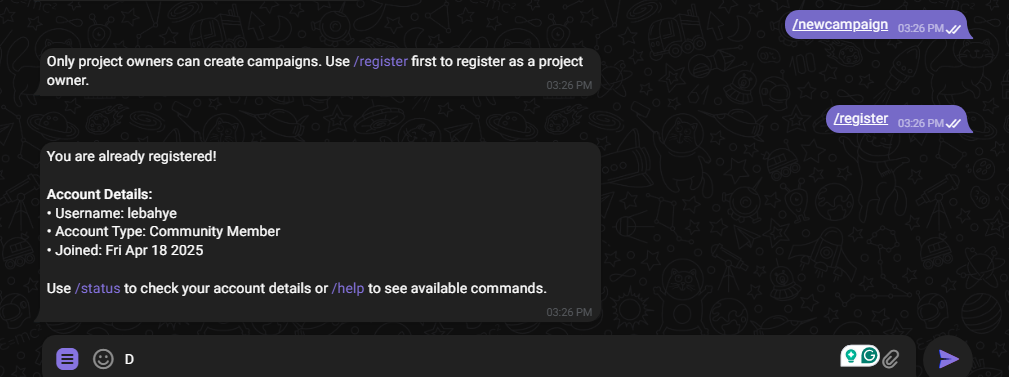 /newcampaign 03:26 PM
Only project owners can create campaigns. Use /register first to register as a project
owner.
03:26 PM
/register 03:26 PM
You are already registered!
Account Details:
• Username: lebahye
• Account Type: Community Member
• Joined: Fri Apr 18 2025
Use /status to check your account details or /help to see available commands.
03:26 PM
D